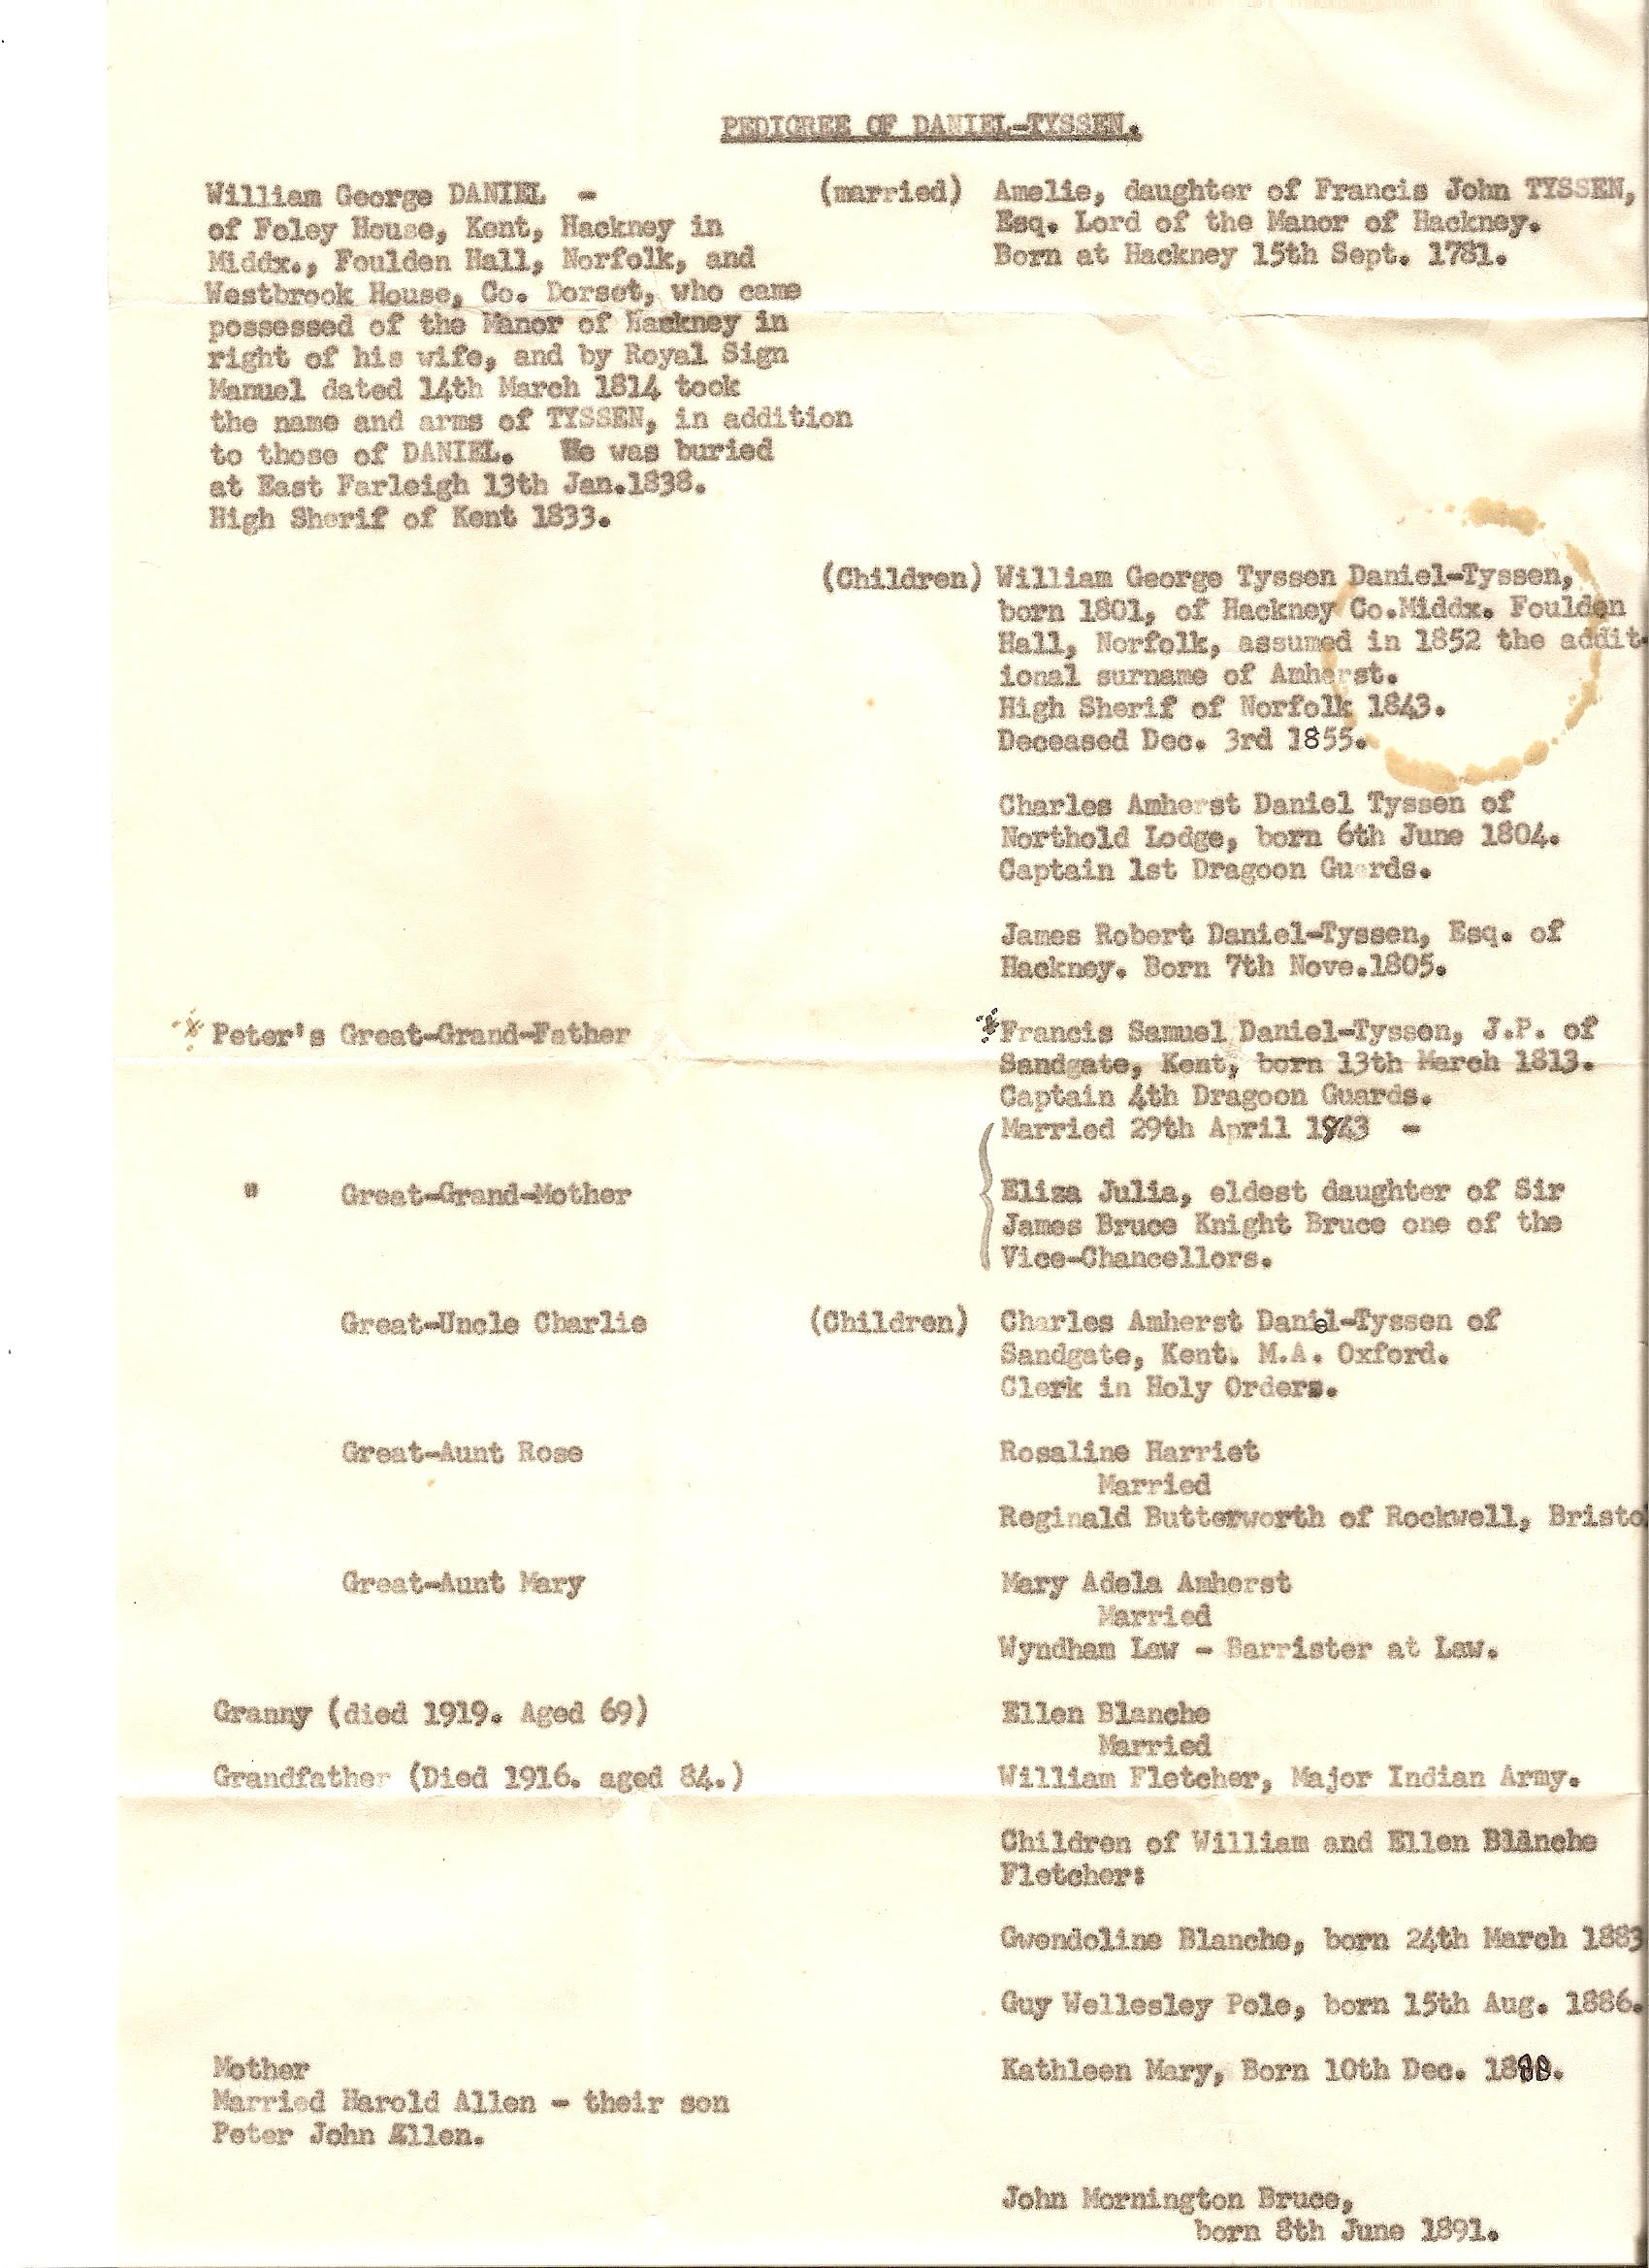 PEDIGREE OF DANIEL-TYSSEN.
William George DANIEL -
of Foley House, Kent, Hackney in
Middx., Foulden Hall, Norfolk, and
Westbrook House, Co. Dorset, who came
possessed of the Manor of Hackney in
right of his wife, and by Royal Sign
Manuel dated 14th March 1814 took
the name and arms of TYSSEN, in addition
to those of DANIEL. He was buried
at East Farleigh 13th Jan.1838.
High Sherif of Kent 1833.
(married) Amelie, daughter of Francis John TYSSEN,
Esq. Lord of the Manor of Hackney.
Born at Hackney 15th Sept. 1781.
(Children) William George Tyssen Daniel-Tyssen,
born 1801, of Hackney Co.Middx. Foulden
Hall, Norfolk, assumed in 1852 the addit-
ional surname of Amherst.
High Sherif of Norfolk 1843.
Deceased Dec. 3rd 1855.
Charles Amherst Daniel Tyssen of
Northold Lodge, born 6th June 1804.
Captain 1st Dragoon Guards.
James Robert Daniel-Tyssen, Esq. of
Hackney. Born 7th Nove.1805.
* Peter's Great-Grand-Father * Francis Samuel Daniel-Tyssen, J.P. of
Sandgate, Kent, born 13th March 1813.
Captain 4th Dragoon Guards.
Married 29th April 1843 -
" Great-Grand-Mother Eliza Julia, eldest daughter of Sir
James Bruce Knight Bruce one of the
Vice-Chancellors.
Great-Uncle Charlie (Children) Charles Amherst Daniel-Tyssen of
Sandgate, Kent. M.A. Oxford.
Clerk in Holy Orders.
Great-Aunt Rose Rosaline Harriet
Married
Reginald Butterworth of Rockwell, Bristo
Great-Aunt Mary Mary Adela Amherst
Married
Wyndham Law - Barrister at Law.
Granny (died 1919. Aged 69) Ellen Blanche
Married
Grandfather (Died 1916. aged 84.) William Fletcher, Major Indian Army.
Children of William and Ellen Blanche
Fletcher:
Gwendoline Blanche, born 24th March 1883
Guy Wellesley Pole, born 15th Aug. 1886.
Mother Kathleen Mary, Born 10th Dec.
Married Harold Allen - their son
Peter John Allen.
John Mornington Bruce,
born 8th June 1891.